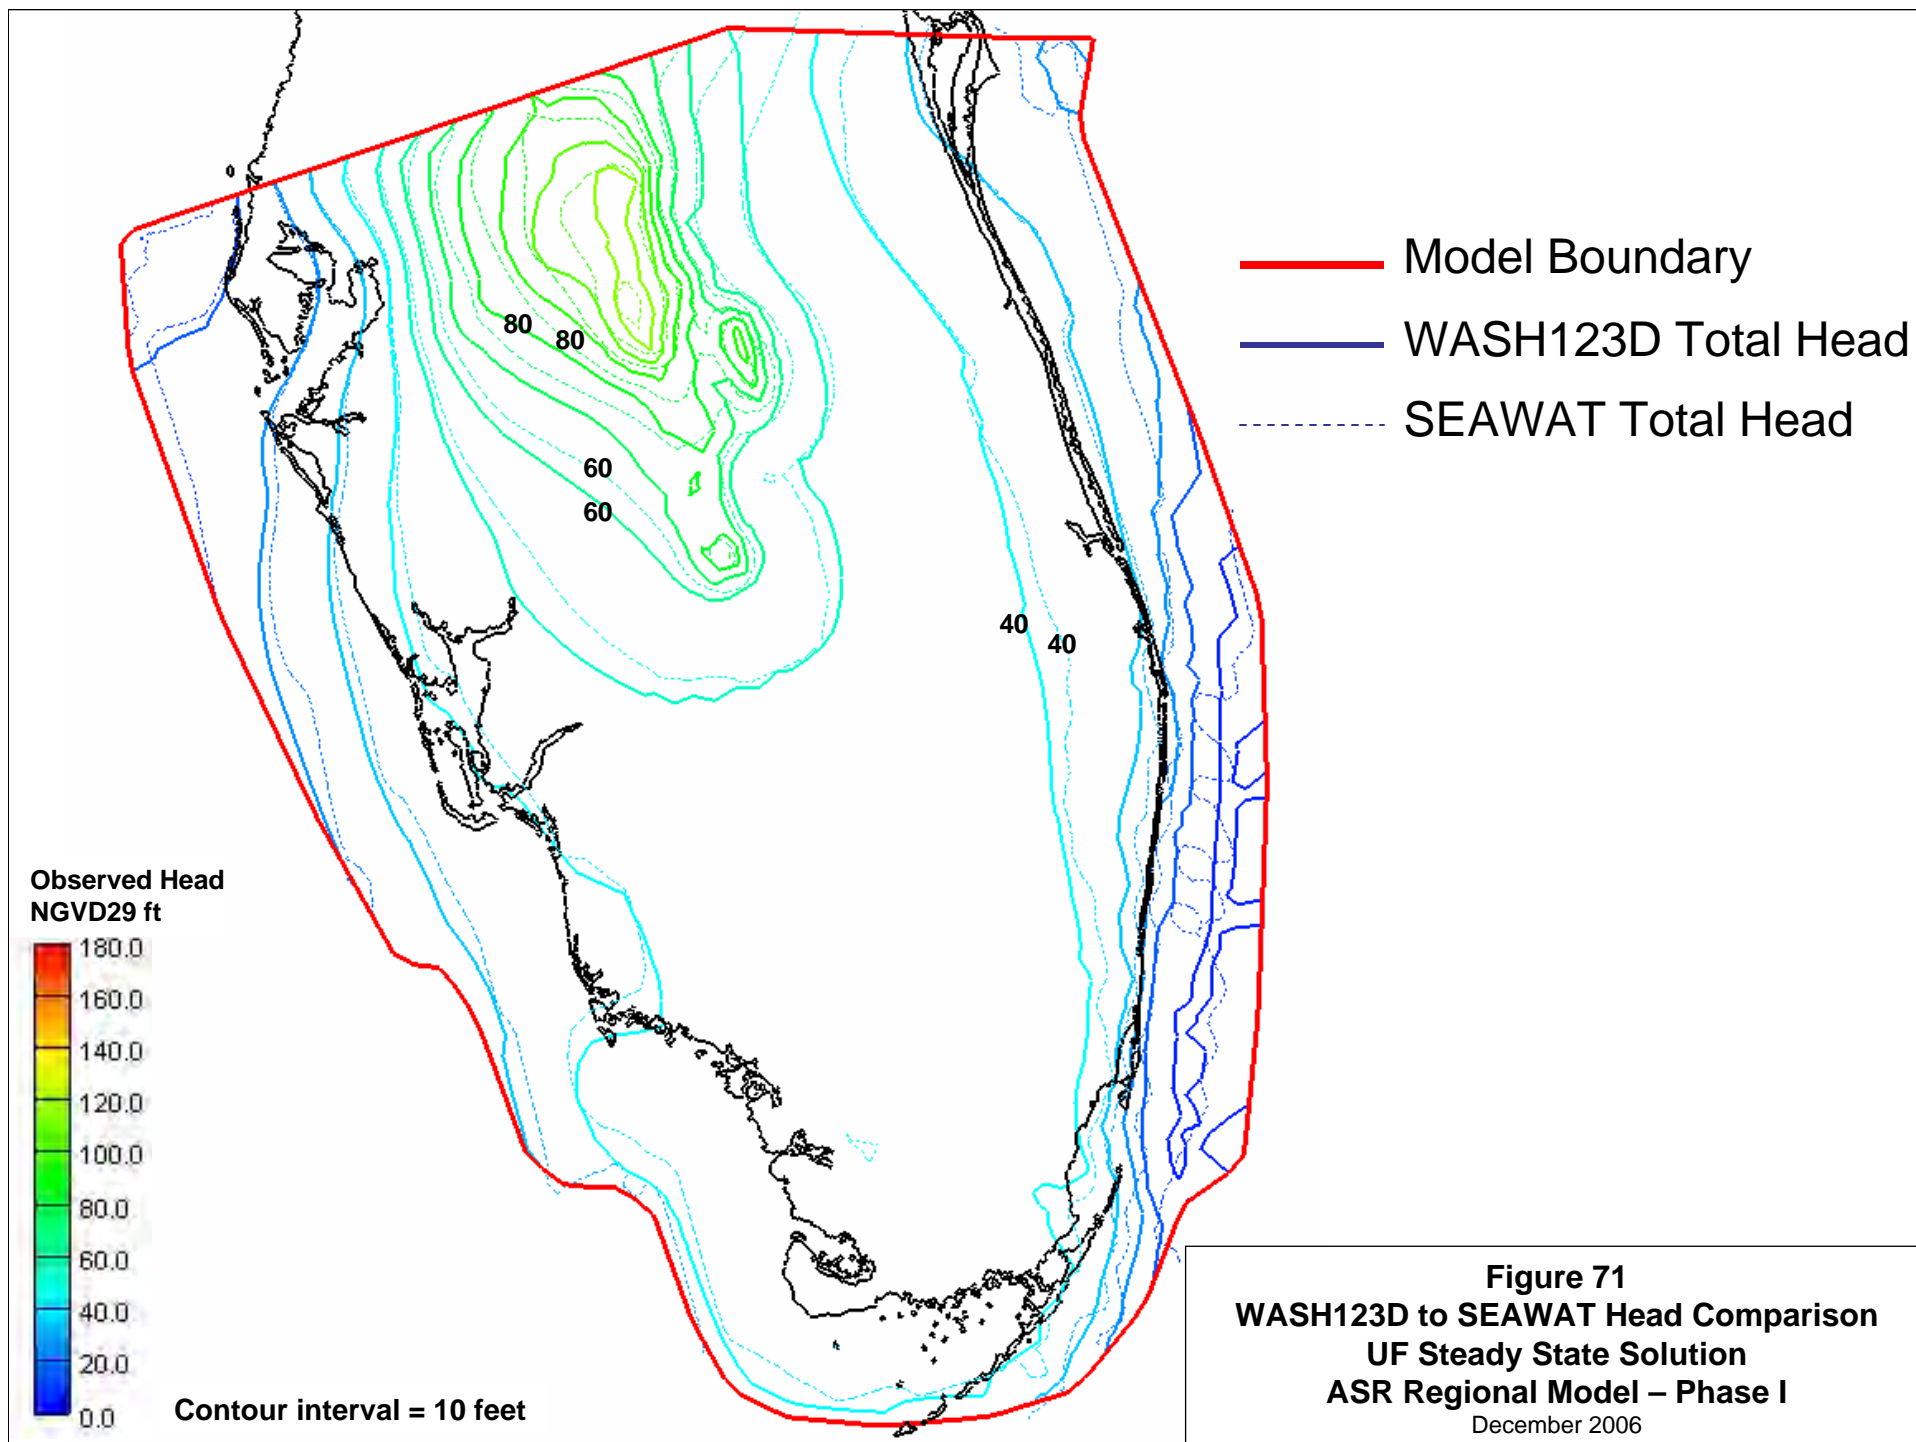 Model Boundary
WASH123D Total Head
SEAWAT Total Head
80
80
60
60
40
40
Observed Head
NGVD29 ft
180.0
160.0
140.0
120.0
100.0
80.0
60.0
40.0
20.0
0.0
Contour interval = 10 feet
Figure 71
WASH123D to SEAWAT Head Comparison
UF Steady State Solution
ASR Regional Model – Phase I
December 2006